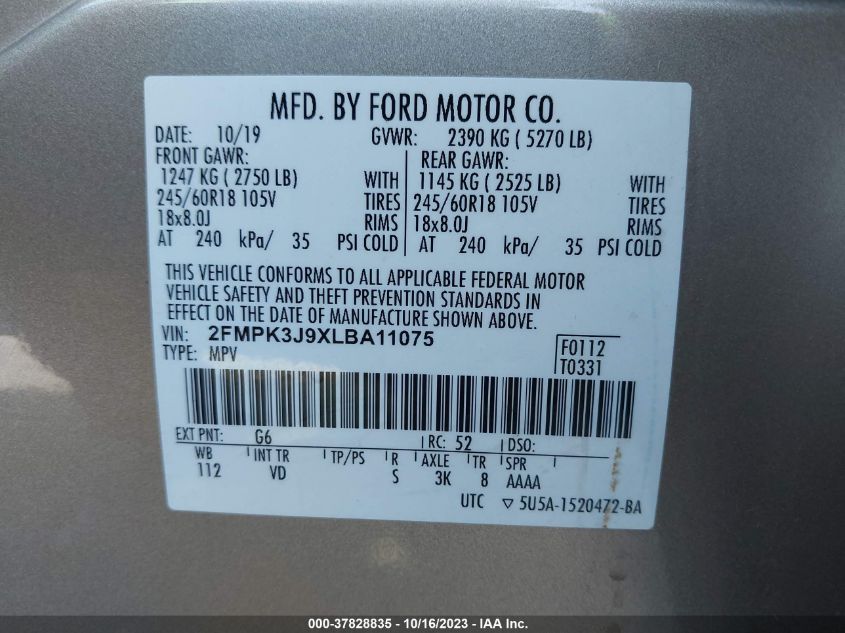 MFD. BY FORD MOTOR CO.
DATE: 10/19 GVWR: 2390 KG ( 5270 LB)
FRONT GAWR: REAR GAWR:
1247 KG ( 2750 LB) WITH 1145 KG ( 2525 LB) WITH
245/60R18 105V TIRES 245/60R18 105V TIRES
18x8.0J RIMS 18x8.0J RIMS
AT 240 kPa/ 35 PSI COLD AT 240 kPa/ 35 PSI COLD
THIS VEHICLE CONFORMS TO ALL APPLICABLE FEDERAL MOTOR
VEHICLE SAFETY AND THEFT PREVENTION STANDARDS IN
EFFECT ON THE DATE OF MANUFACTURE SHOWN ABOVE.
VIN: 2FMPK3J9XLBA11075 F0112
TYPE: MPV T0331
EXT PNT: G6 RC: 52 DSO:
WB INT TR TP/PS R AXLE TR SPR
112 VD S 3K 8 AAAA
UTC ▽ 5U5A-1520472-BA
000-37828835 - 10/16/2023 - IAA Inc.